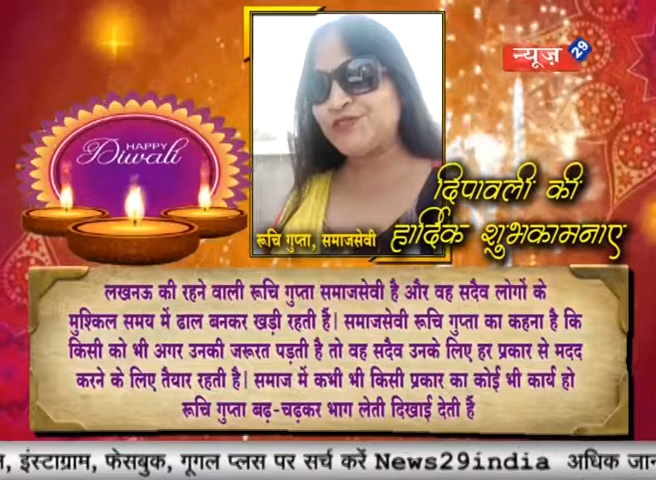 न्यूज़ 29
HAPPY
Diwali
रूचि गुप्ता, समाजसेवी
दिपावली की
हार्दिक शुभकामनाए
लखनऊ की रहने वाली रूचि गुप्ता समाजसेवी है और वह सदैव लोगों के
मुश्किल समय में ढाल बनकर खड़ी रहती हैं| समाजसेवी रूचि गुप्ता का कहना है कि
किसी को भी अगर उनकी जरूरत पड़ती है तो वह सदैव उनके लिए हर प्रकार से मदद
करने के लिए तैयार रहती है| समाज में कभी भी किसी प्रकार का कोई भी कार्य हो
रूचि गुप्ता बढ़-चढ़कर भाग लेती दिखाई देती हैं
इंस्टाग्राम, फेसबुक, गूगल प्लस पर सर्च करें News29india अधिक